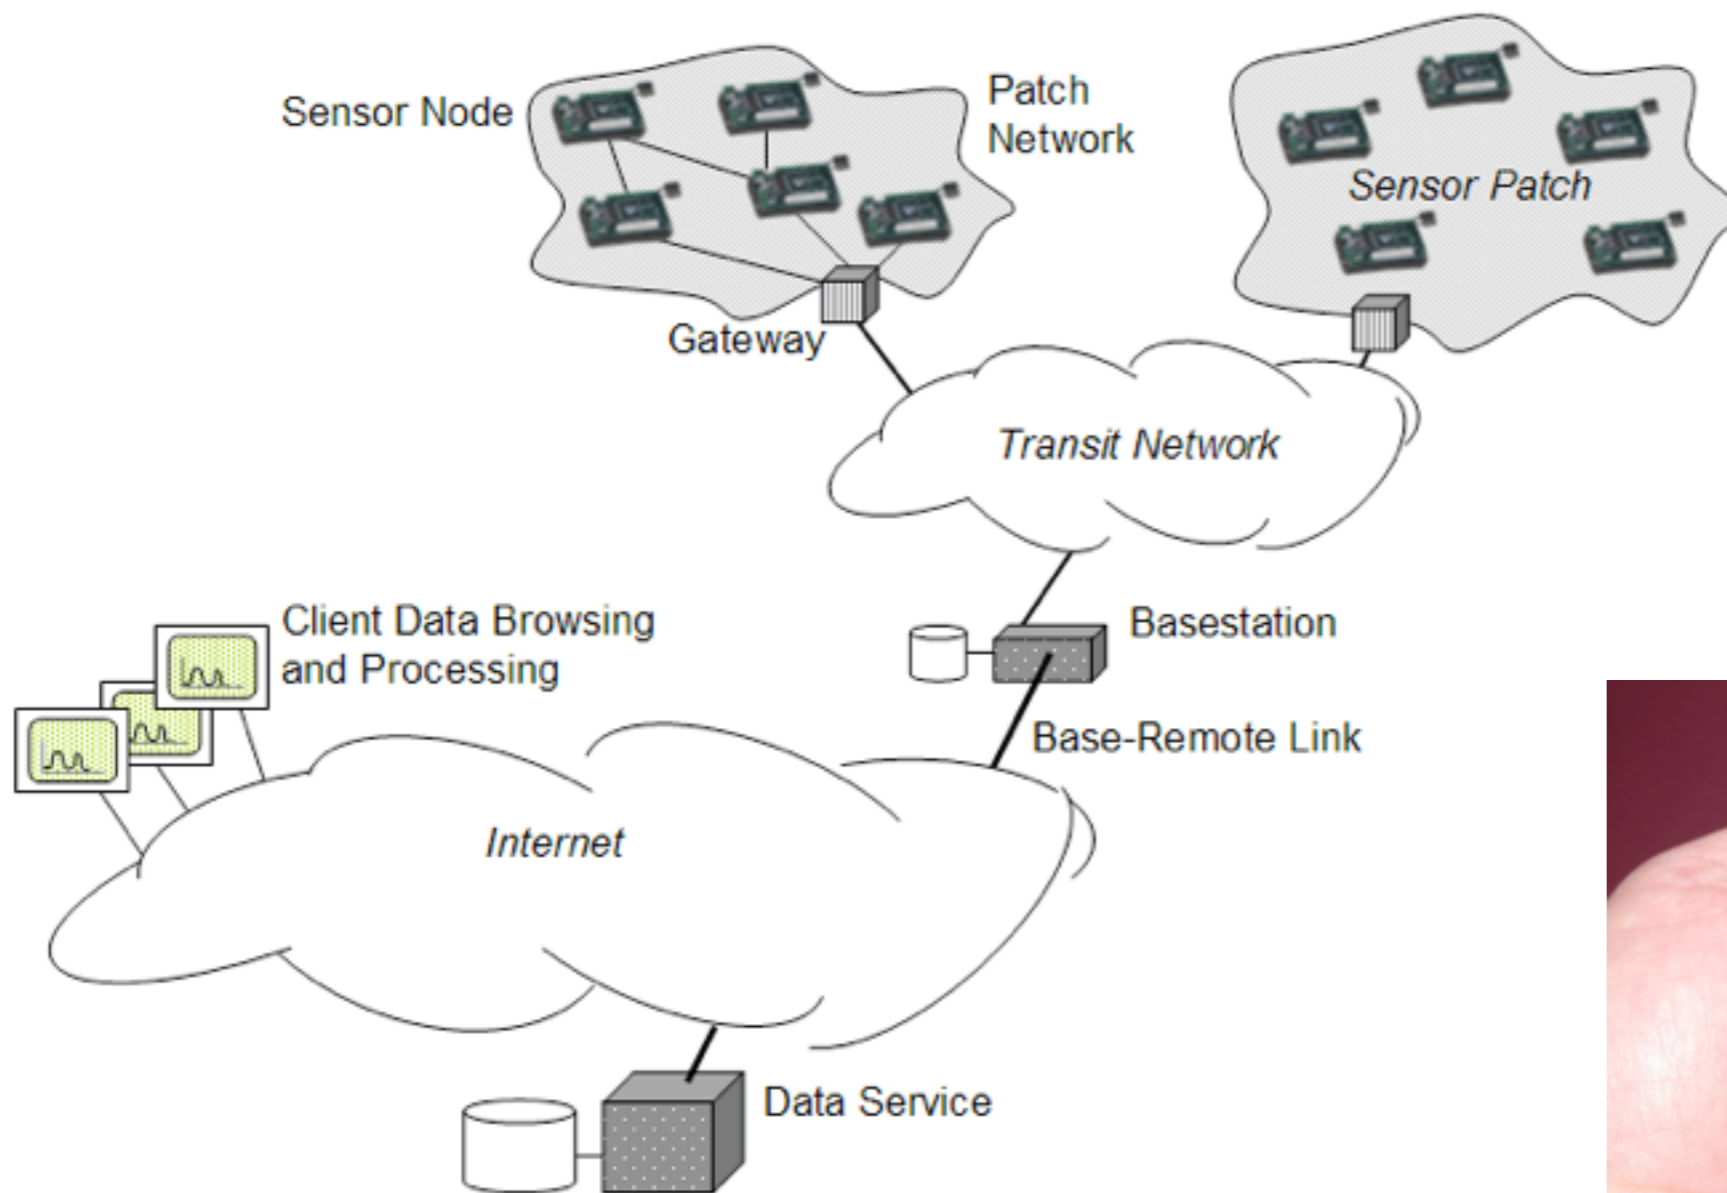 Sensor Node
Patch
Network
Sensor Patch
Gateway
Transit Network
Client Data Browsing
and Processing
Basestation
Base-Remote Link
Internet
Data Service